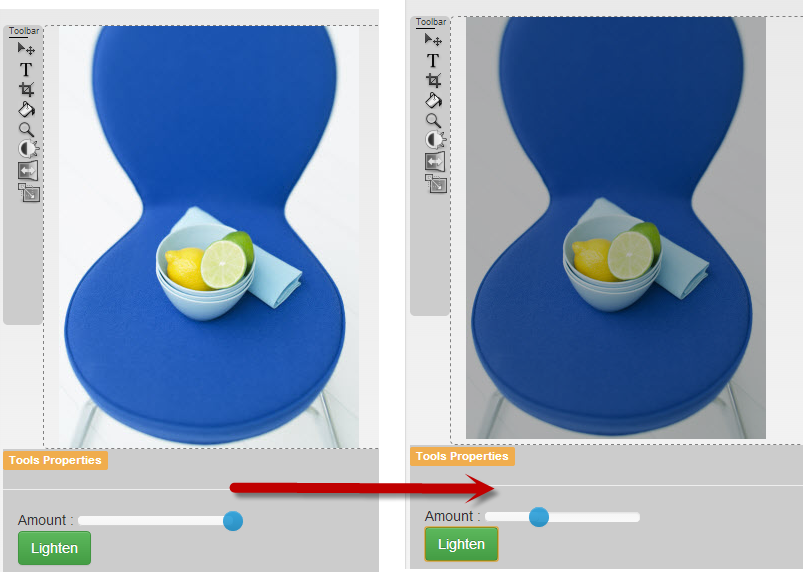 Toolbar
T
Tools Properties
Amount :
Lighten
Toolbar
T
Tools Properties
Amount :
Lighten